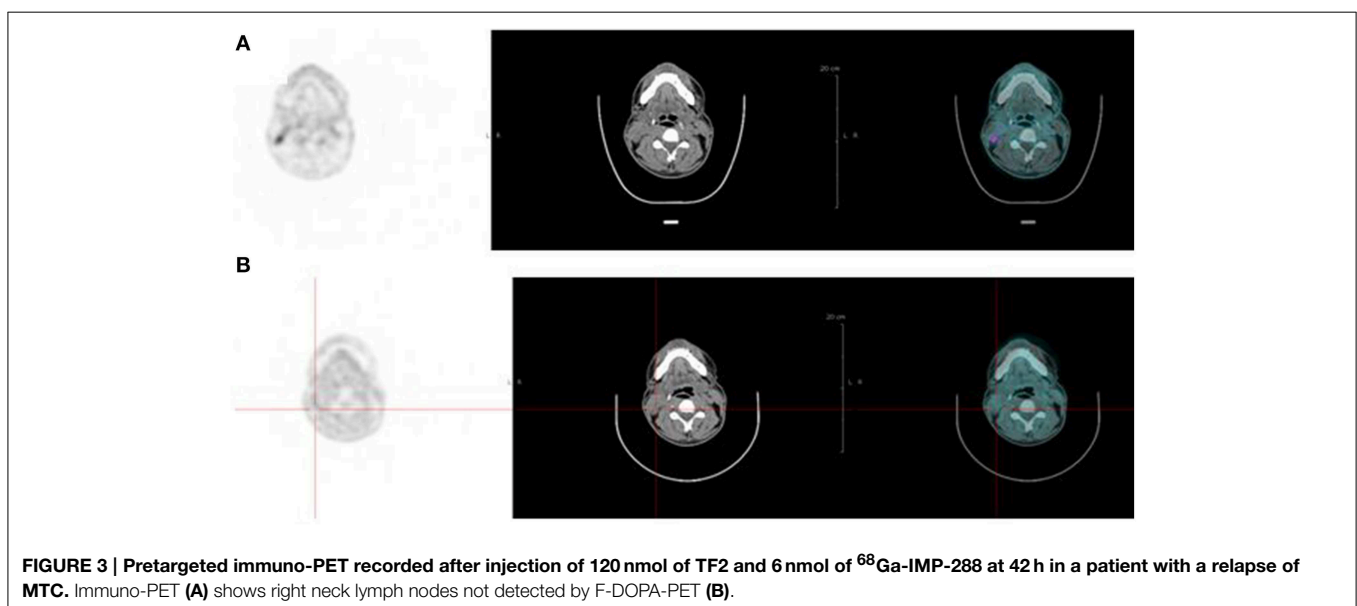 A
20 cm
L R
L R
B
20 cm
L R
L R
FIGURE 3 | Pretargeted immuno-PET recorded after injection of 120 nmol of TF2 and 6 nmol of ⁶⁸Ga-IMP-288 at 42 h in a patient with a relapse of
MTC. Immuno-PET (A) shows right neck lymph nodes not detected by F-DOPA-PET (B).